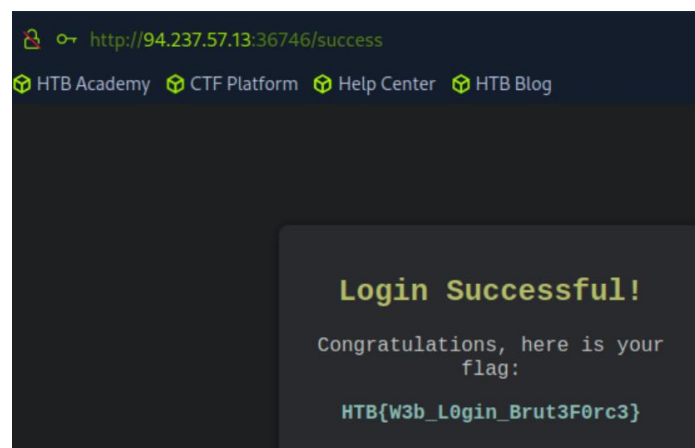 http://94.237.57.13:36746/success
HTB Academy CTF Platform Help Center HTB Blog
Login Successful!
Congratulations, here is your
flag:
HTB{W3b_L0gin_Brut3F0rc3}